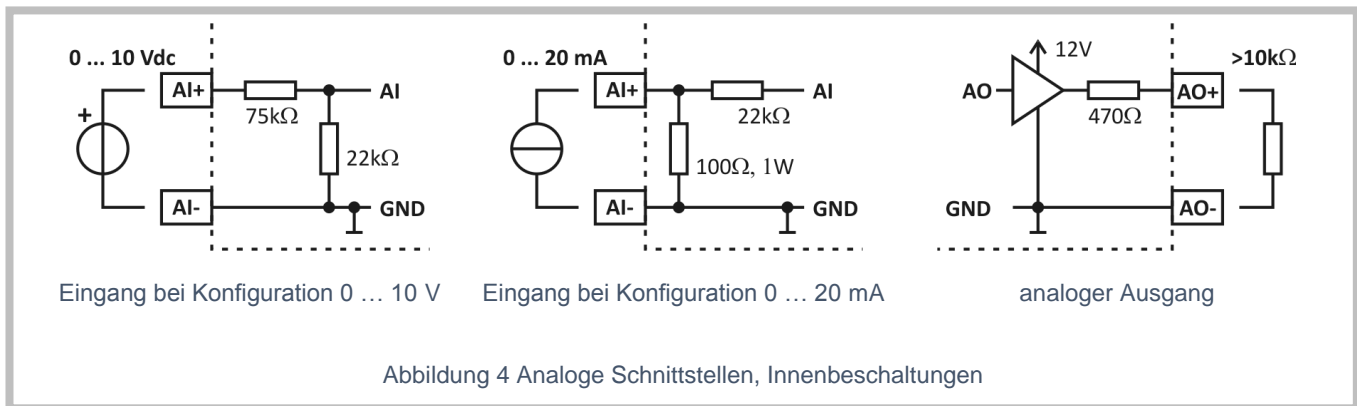 0 ... 10 Vdc
AI+
75kΩ
AI
+
22kΩ
AI-
GND
Eingang bei Konfiguration 0 … 10 V
0 ... 20 mA
AI+
22kΩ
AI
100Ω, 1W
AI-
GND
Eingang bei Konfiguration 0 … 20 mA
12V
>10kΩ
AO
470Ω
AO+
GND
AO-
analoger Ausgang
Abbildung 4 Analoge Schnittstellen, Innenbeschaltungen